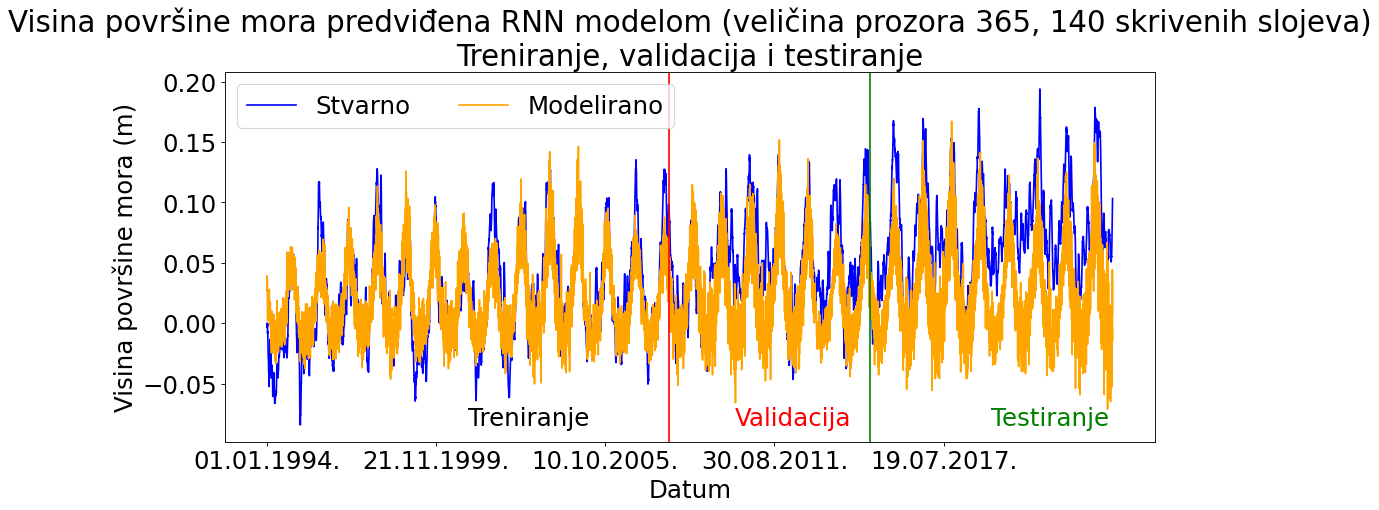 Visina površine mora predviđena RNN modelom (veličina prozora 365, 140 skrivenih slojeva)
Treniranje, validacija i testiranje
Stvarno
Modelirano
Visina površine mora (m)
0.20
0.15
0.10
0.05
0.00
−0.05
Treniranje
Validacija
Testiranje
01.01.1994.
21.11.1999.
10.10.2005.
30.08.2011.
19.07.2017.
Datum